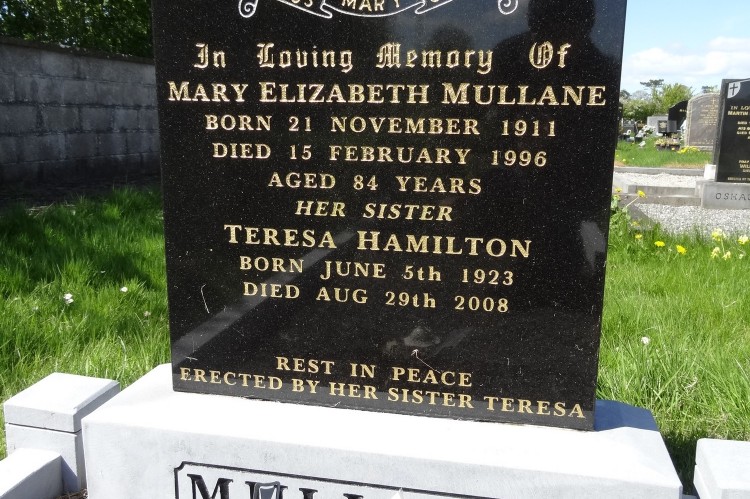 MARY
In Loving Memory Of
MARY ELIZABETH MULLANE
BORN 21 NOVEMBER 1911
DIED 15 FEBRUARY 1996
AGED 84 YEARS
HER SISTER
TERESA HAMILTON
BORN JUNE 5th 1923
DIED AUG 29th 2008
REST IN PEACE
ERECTED BY HER SISTER TERESA